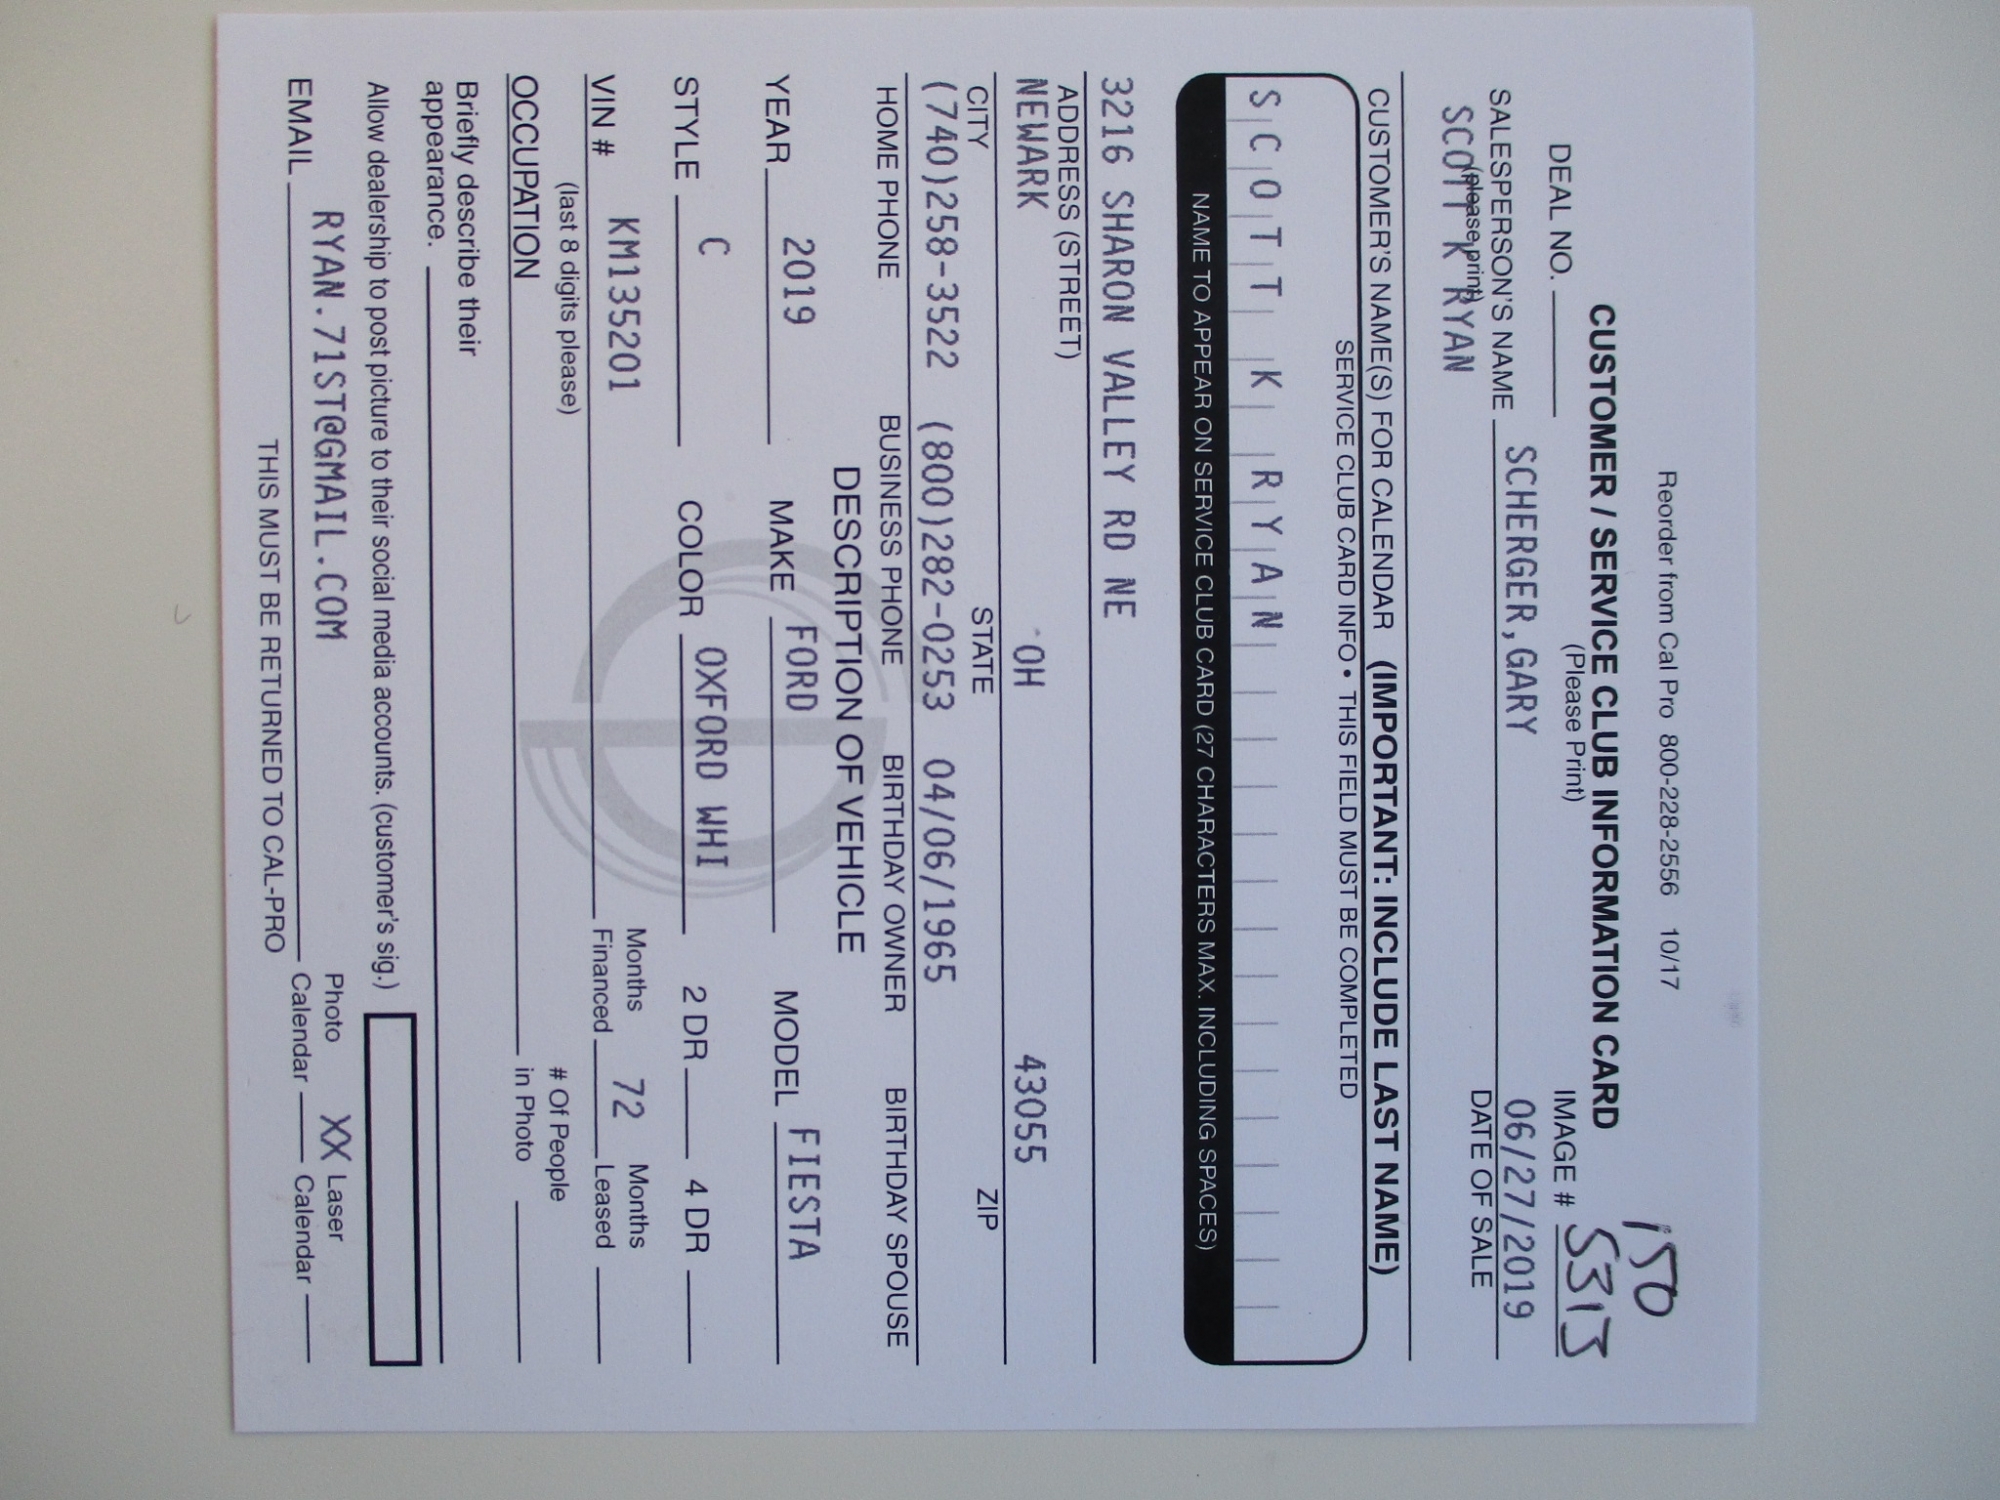 Reorder from Cal Pro 800-228-2556 10/17
150
CUSTOMER / SERVICE CLUB INFORMATION CARD
(Please Print)
DEAL NO. IMAGE # 5313
SCHERGER,GARY 06/27/2019
SALESPERSON'S NAME DATE OF SALE
(please print)
SCOTT K RYAN
CUSTOMER'S NAME(S) FOR CALENDAR (IMPORTANT: INCLUDE LAST NAME)
SERVICE CLUB CARD INFO • THIS FIELD MUST BE COMPLETED
SCOTT K RYAN
NAME TO APPEAR ON SERVICE CLUB CARD (27 CHARACTERS MAX. INCLUDING SPACES)
3216 SHARON VALLEY RD NE
ADDRESS (STREET)
NEWARK OH 43055
CITY STATE ZIP
(740)258-3522 (800)282-0253 04/06/1965
HOME PHONE BUSINESS PHONE BIRTHDAY OWNER BIRTHDAY SPOUSE
DESCRIPTION OF VEHICLE
YEAR 2019 MAKE FORD MODEL FIESTA
STYLE C COLOR OXFORD WHI 2 DR 4 DR
VIN # KM135201 Months Financed 72 Months Leased
(last 8 digits please)
OCCUPATION # Of People in Photo
Briefly describe their
appearance.
Allow dealership to post picture to their social media accounts. (customer's sig.)
EMAIL RYAN.71ST@GMAIL.COM Photo Calendar XX Laser Calendar
THIS MUST BE RETURNED TO CAL-PRO